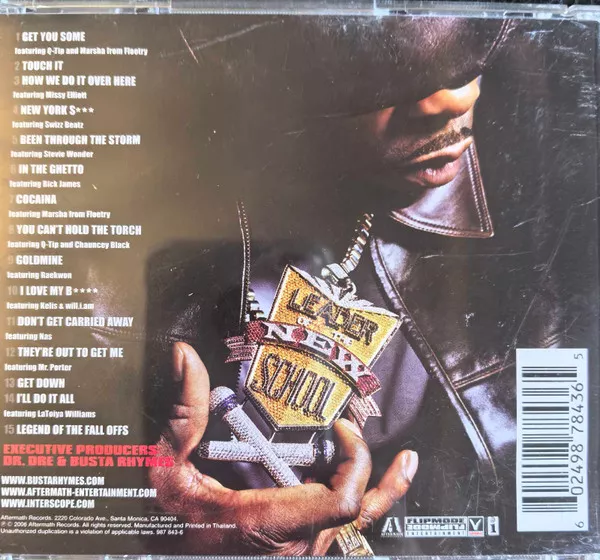 1 GET YOU SOME
featuring Q-Tip and Marsha from Floetry
2 TOUCH IT
3 HOW WE DO IT OVER HERE
featuring Missy Elliott
4 NEW YORK S***
featuring Swizz Beatz
5 BEEN THROUGH THE STORM
featuring Stevie Wonder
6 IN THE GHETTO
featuring Rick James
7 COCAINA
featuring Marsha from Floetry
8 YOU CAN'T HOLD THE TORCH
featuring Q-Tip and Chauncey Black
9 GOLDMINE
featuring Raekwon
10 I LOVE MY B****
featuring Kelis & will.i.am
11 DON'T GET CARRIED AWAY
featuring Nas
12 THEY'RE OUT TO GET ME
featuring Mr. Porter
13 GET DOWN
14 I'LL DO IT ALL
featuring LaToiya Williams
15 LEGEND OF THE FALL OFFS
EXECUTIVE PRODUCERS:
DR. DRE & BUSTA RHYMES
WWW.BUSTARHYMES.COM
WWW.AFTERMATH-ENTERTAINMENT.COM
WWW.INTERSCOPE.COM
Aftermath Records. 2220 Colorado Ave., Santa Monica, CA 90404.
℗ © 2006 Aftermath Records. All rights reserved. Manufactured and Printed in Thailand.
Unauthorized duplication is a violation of applicable laws. 987 843-6
LEADER
OF THE
NEW
SCHOOL
AFTERMATH
FLIPMODE
ENTERTAINMENT
6 02498 78436 5